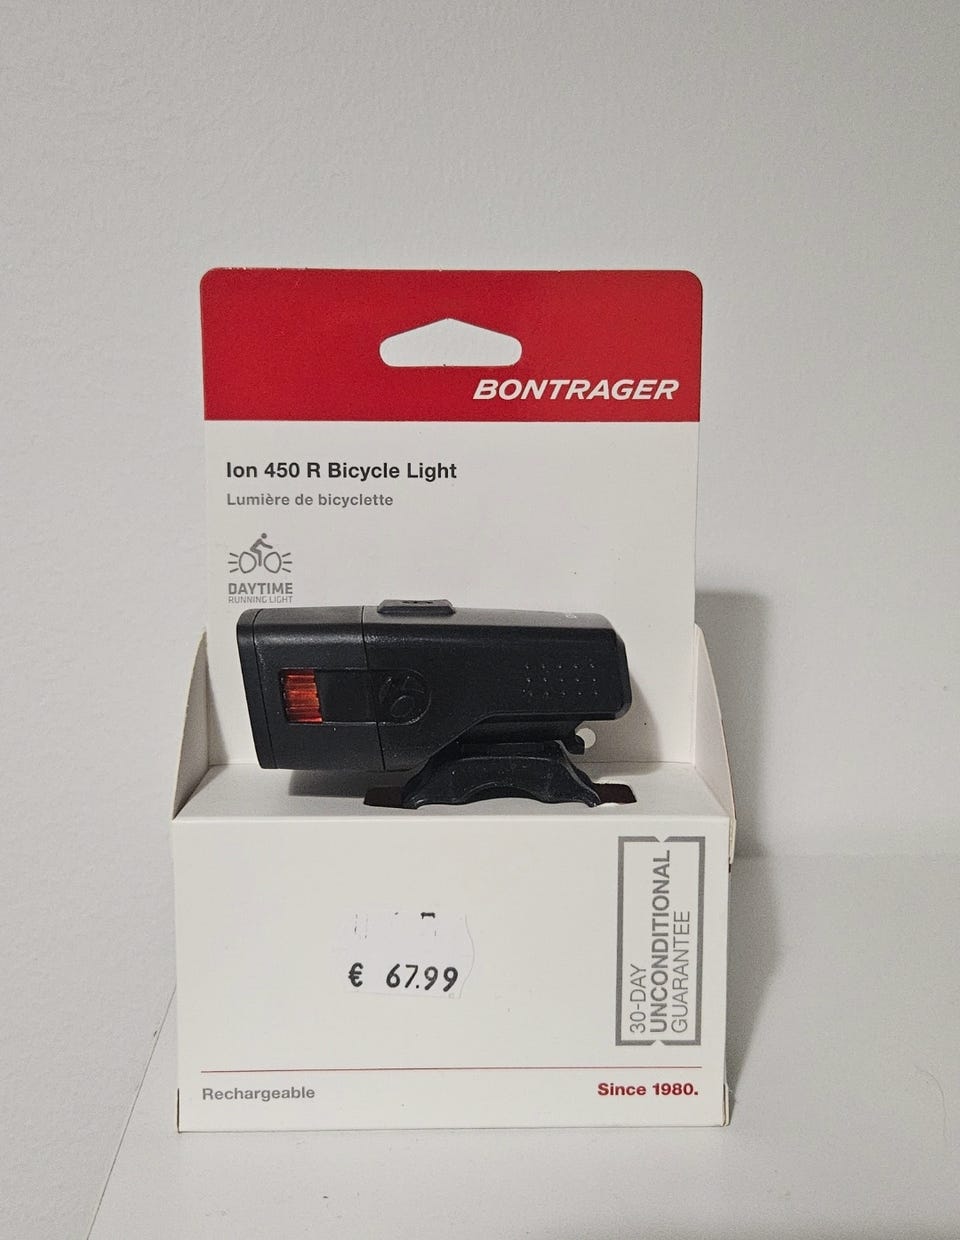 BONTRAGER
Ion 450 R Bicycle Light
Lumière de bicyclette
DAYTIME
RUNNING LIGHT
€ 67.99
30-DAY
UNCONDITIONAL
GUARANTEE
Rechargeable
Since 1980.